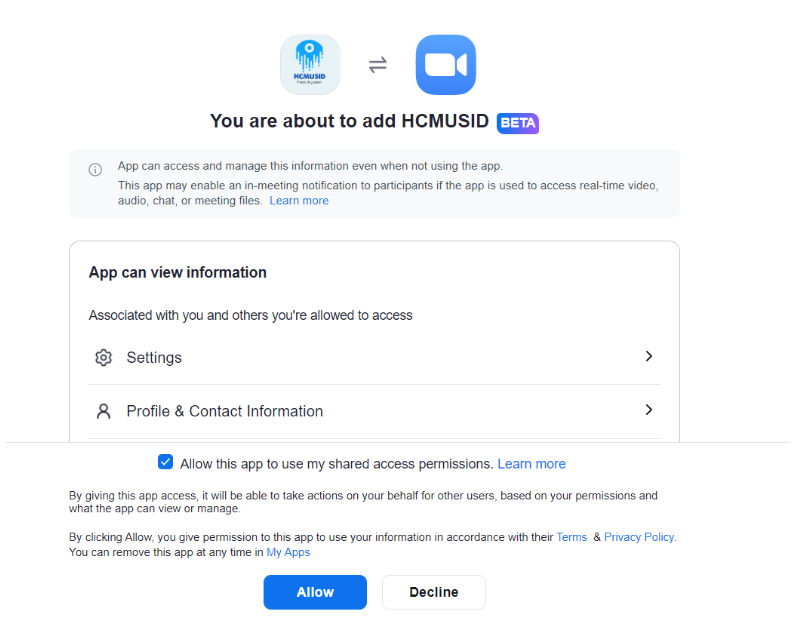 HCMUSID
You are about to add HCMUSID BETA
App can access and manage this information even when not using the app.
This app may enable an in-meeting notification to participants if the app is used to access real-time video,
audio, chat, or meeting files. Learn more
App can view information
Associated with you and others you're allowed to access
Settings
Profile & Contact Information
Allow this app to use my shared access permissions. Learn more
By giving this app access, it will be able to take actions on your behalf for other users, based on your permissions and
what the app can view or manage.
By clicking Allow, you give permission to this app to use your information in accordance with their Terms & Privacy Policy.
You can remove this app at any time in My Apps
Allow
Decline